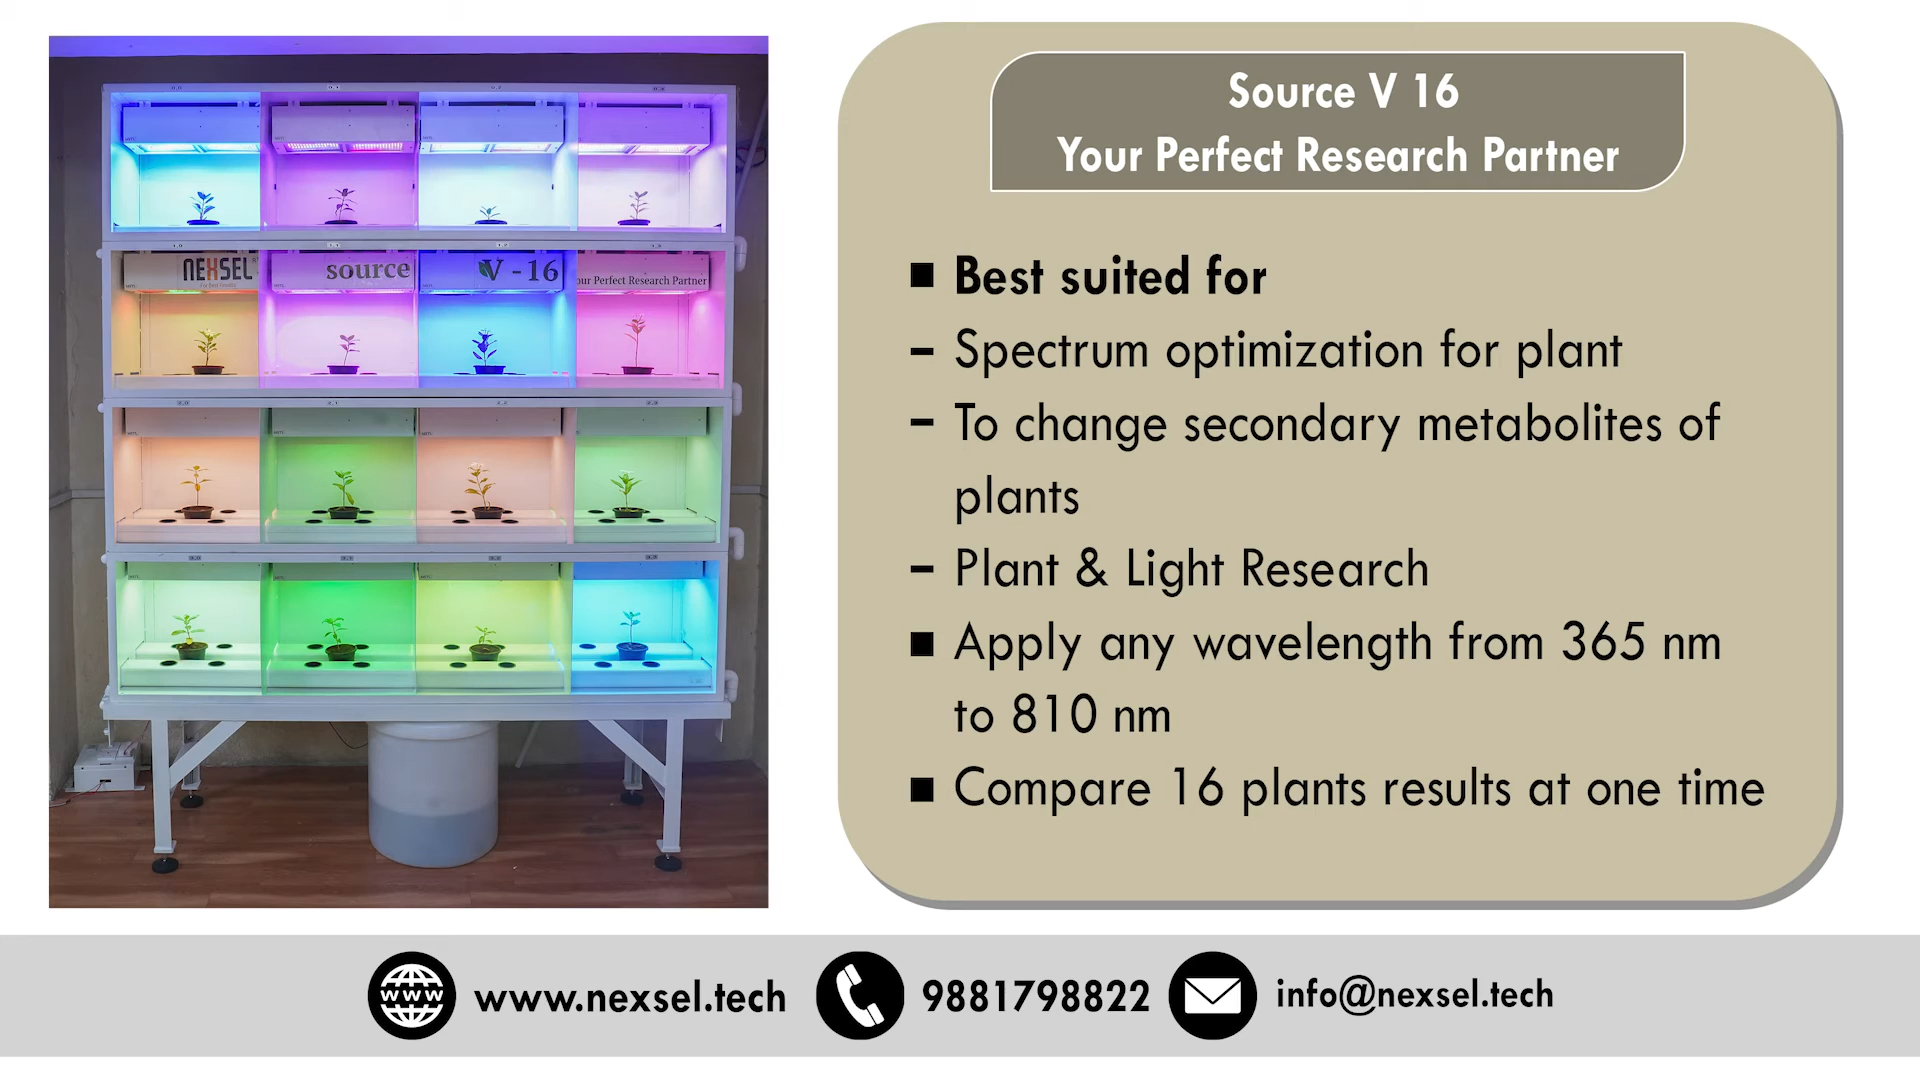 Source V 16
Your Perfect Research Partner
NEXSEL
source
V - 16
our Perfect Research Partner
Best suited for
Spectrum optimization for plant
To change secondary metabolites of
plants
Plant & Light Research
Apply any wavelength from 365 nm
to 810 nm
Compare 16 plants results at one time
www
www.nexsel.tech
9881798822
info@nexsel.tech